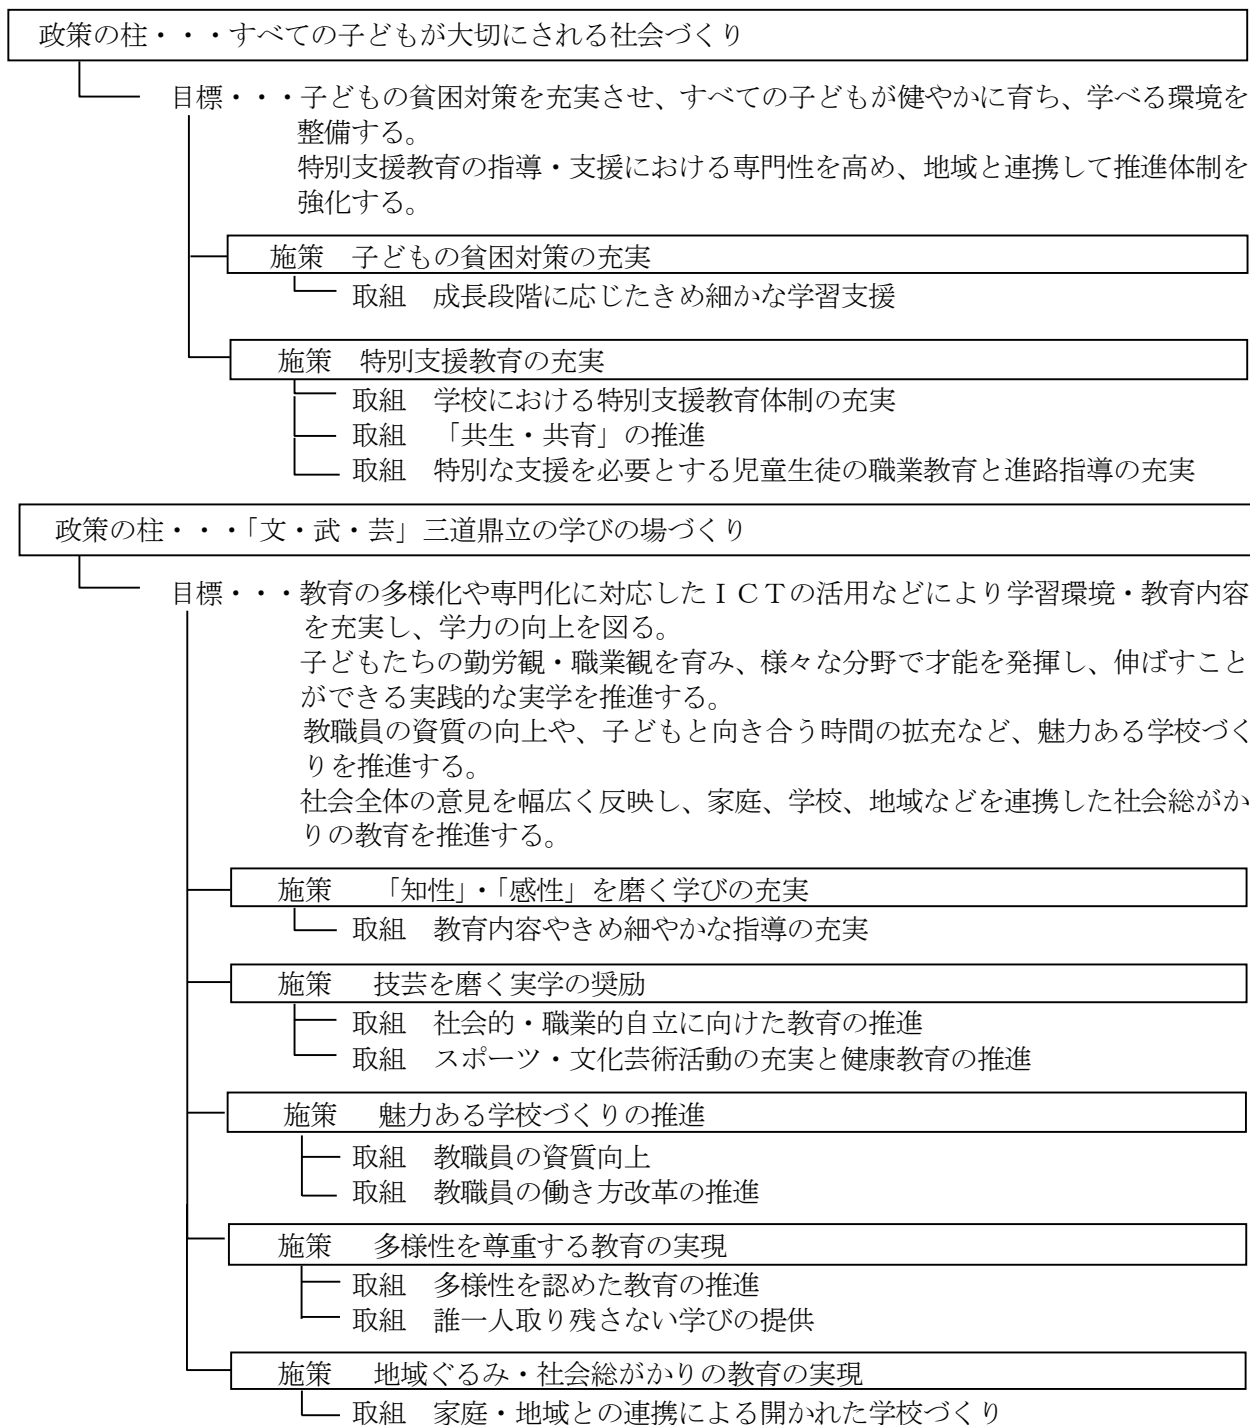 政策の柱・・・すべての子どもが大切にされる社会づくり
目標・・・子どもの貧困対策を充実させ、すべての子どもが健やかに育ち、学べる環境を
整備する。
特別支援教育の指導・支援における専門性を高め、地域と連携して推進体制を
強化する。
施策 子どもの貧困対策の充実
取組 成長段階に応じたきめ細かな学習支援
施策 特別支援教育の充実
取組 学校における特別支援教育体制の充実
取組 「共生・共育」の推進
取組 特別な支援を必要とする児童生徒の職業教育と進路指導の充実
政策の柱・・・「文・武・芸」三道鼎立の学びの場づくり
目標・・・教育の多様化や専門化に対応したＩＣＴの活用などにより学習環境・教育内容
を充実し、学力の向上を図る。
子どもたちの勤労観・職業観を育み、様々な分野で才能を発揮し、伸ばすこと
ができる実践的な実学を推進する。
教職員の資質の向上や、子どもと向き合う時間の拡充など、魅力ある学校づく
りを推進する。
社会全体の意見を幅広く反映し、家庭、学校、地域などを連携した社会総がか
りの教育を推進する。
施策 「知性」・「感性」を磨く学びの充実
取組 教育内容やきめ細やかな指導の充実
施策 技芸を磨く実学の奨励
取組 社会的・職業的自立に向けた教育の推進
取組 スポーツ・文化芸術活動の充実と健康教育の推進
施策 魅力ある学校づくりの推進
取組 教職員の資質向上
取組 教職員の働き方改革の推進
施策 多様性を尊重する教育の実現
取組 多様性を認めた教育の推進
取組 誰一人取り残さない学びの提供
施策 地域ぐるみ・社会総がかりの教育の実現
取組 家庭・地域との連携による開かれた学校づくり